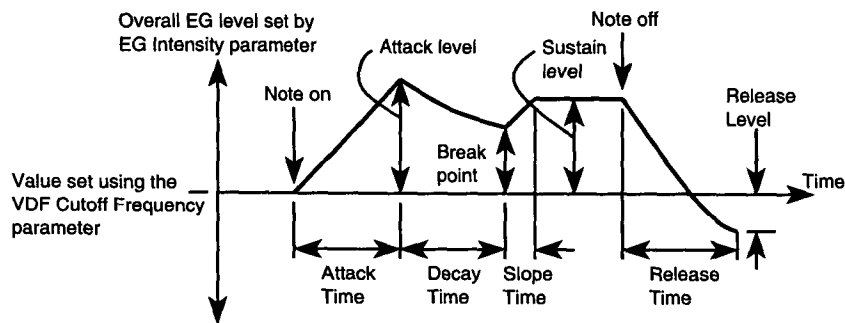 Overall EG level set by
EG Intensity parameter
Note off
Attack level
Sustain
level
Note on
Release
Level
Break
point
Value set using the
VDF Cutoff Frequency
parameter
Time
Attack
Time
Decay
Time
Slope
Time
Release
Time